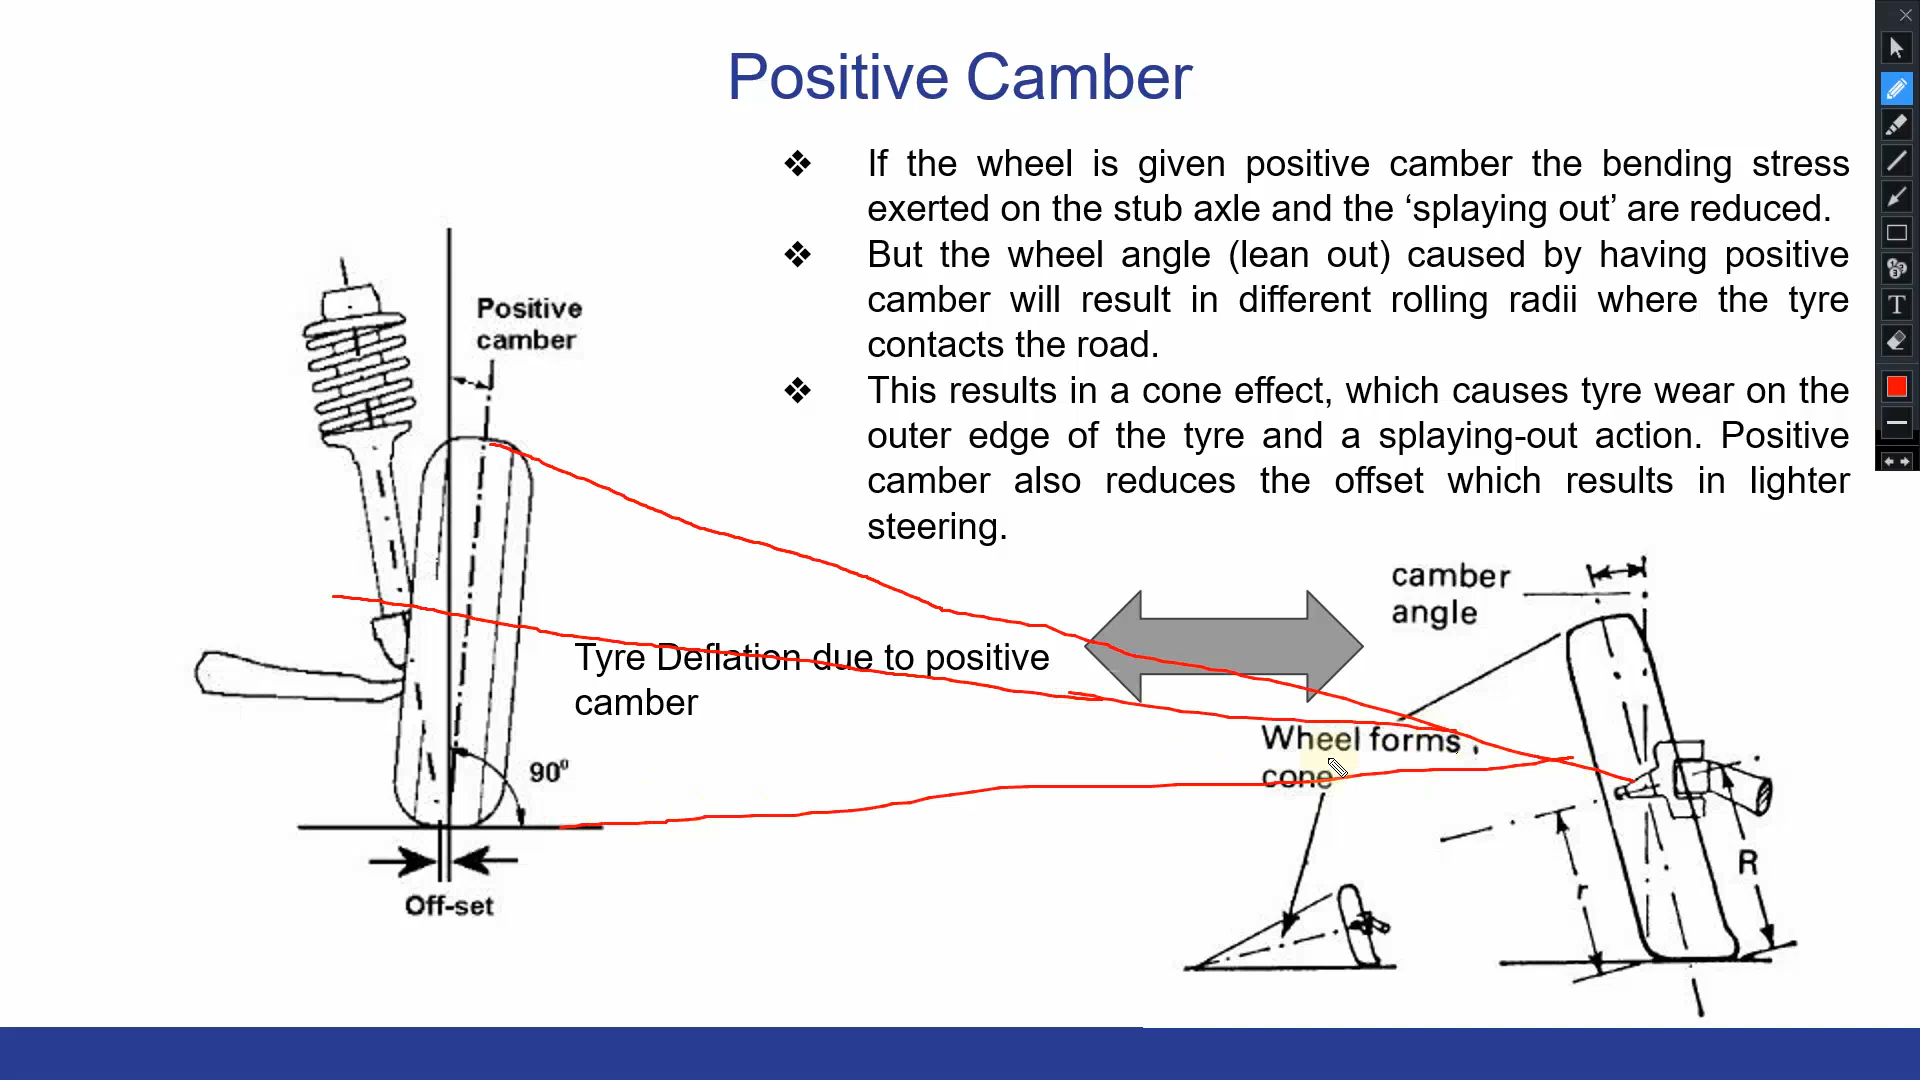 Positive Camber
❖ If the wheel is given positive camber the bending stress
exerted on the stub axle and the ‘splaying out’ are reduced.
❖ But the wheel angle (lean out) caused by having positive
camber will result in different rolling radii where the tyre
contacts the road.
❖ This results in a cone effect, which causes tyre wear on the
outer edge of the tyre and a splaying-out action. Positive
camber also reduces the offset which results in lighter
steering.
Positive
camber
90⁰
Off-set
Tyre Deflation due to positive
camber
camber
angle
Wheel forms
cone
r
R
T